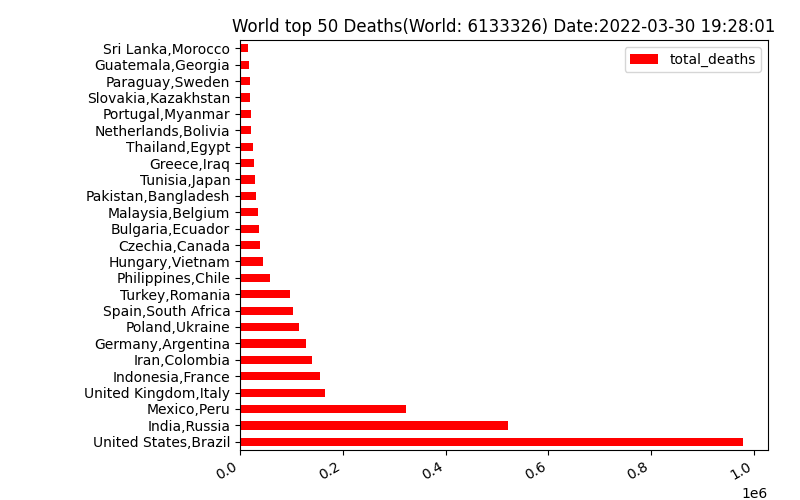 World top 50 Deaths(World: 6133326) Date:2022-03-30 19:28:01
total_deaths
Sri Lanka,Morocco
Guatemala,Georgia
Paraguay,Sweden
Slovakia,Kazakhstan
Portugal,Myanmar
Netherlands,Bolivia
Thailand,Egypt
Greece,Iraq
Tunisia,Japan
Pakistan,Bangladesh
Malaysia,Belgium
Bulgaria,Ecuador
Czechia,Canada
Hungary,Vietnam
Philippines,Chile
Turkey,Romania
Spain,South Africa
Poland,Ukraine
Germany,Argentina
Iran,Colombia
Indonesia,France
United Kingdom,Italy
Mexico,Peru
India,Russia
United States,Brazil
0.0 0.2 0.4 0.6 0.8 1.0
1e6